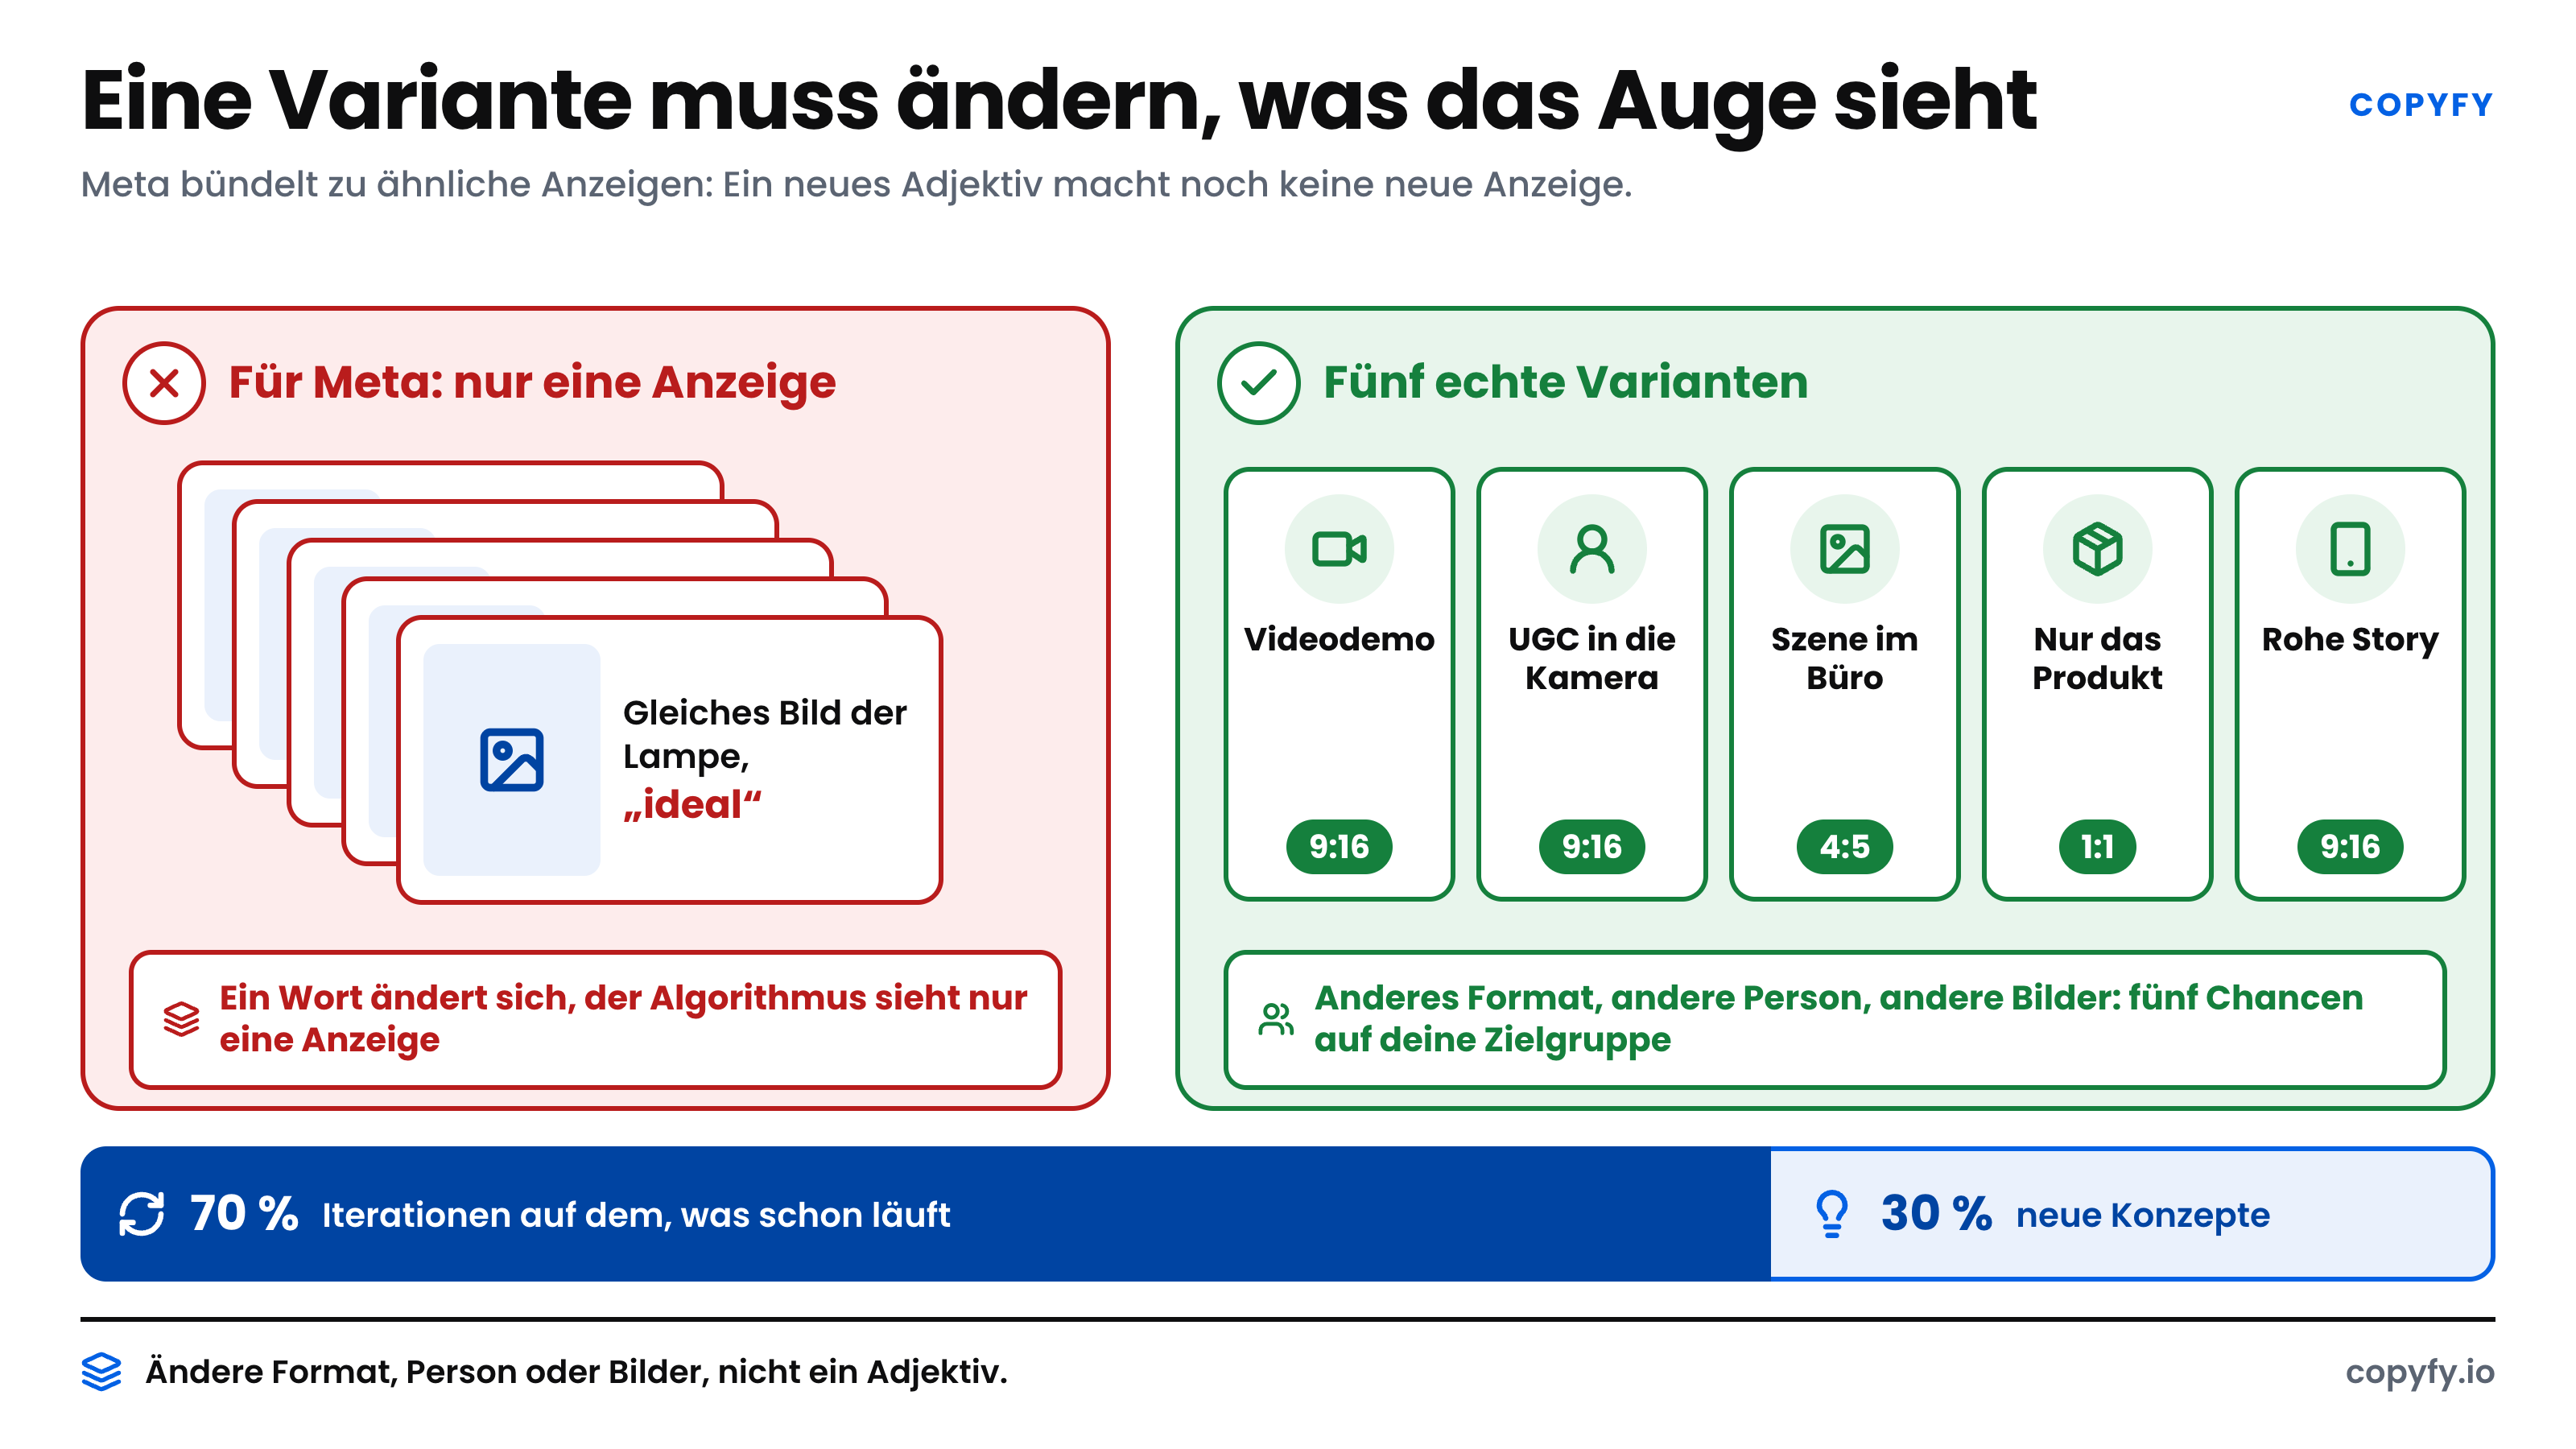 Eine Variante muss ändern, was das Auge sieht
COPYFY
Meta bündelt zu ähnliche Anzeigen: Ein neues Adjektiv macht noch keine neue Anzeige.
Für Meta: nur eine Anzeige
Gleiches Bild der
Lampe,
„ideal“
Ein Wort ändert sich, der Algorithmus sieht nur
eine Anzeige
Fünf echte Varianten
Videodemo
9:16
UGC in die
Kamera
9:16
Szene im
Büro
4:5
Nur das
Produkt
1:1
Rohe Story
9:16
Anderes Format, andere Person, andere Bilder: fünf Chancen
auf deine Zielgruppe
70 % Iterationen auf dem, was schon läuft
30 % neue Konzepte
Ändere Format, Person oder Bilder, nicht ein Adjektiv.
copyfy.io